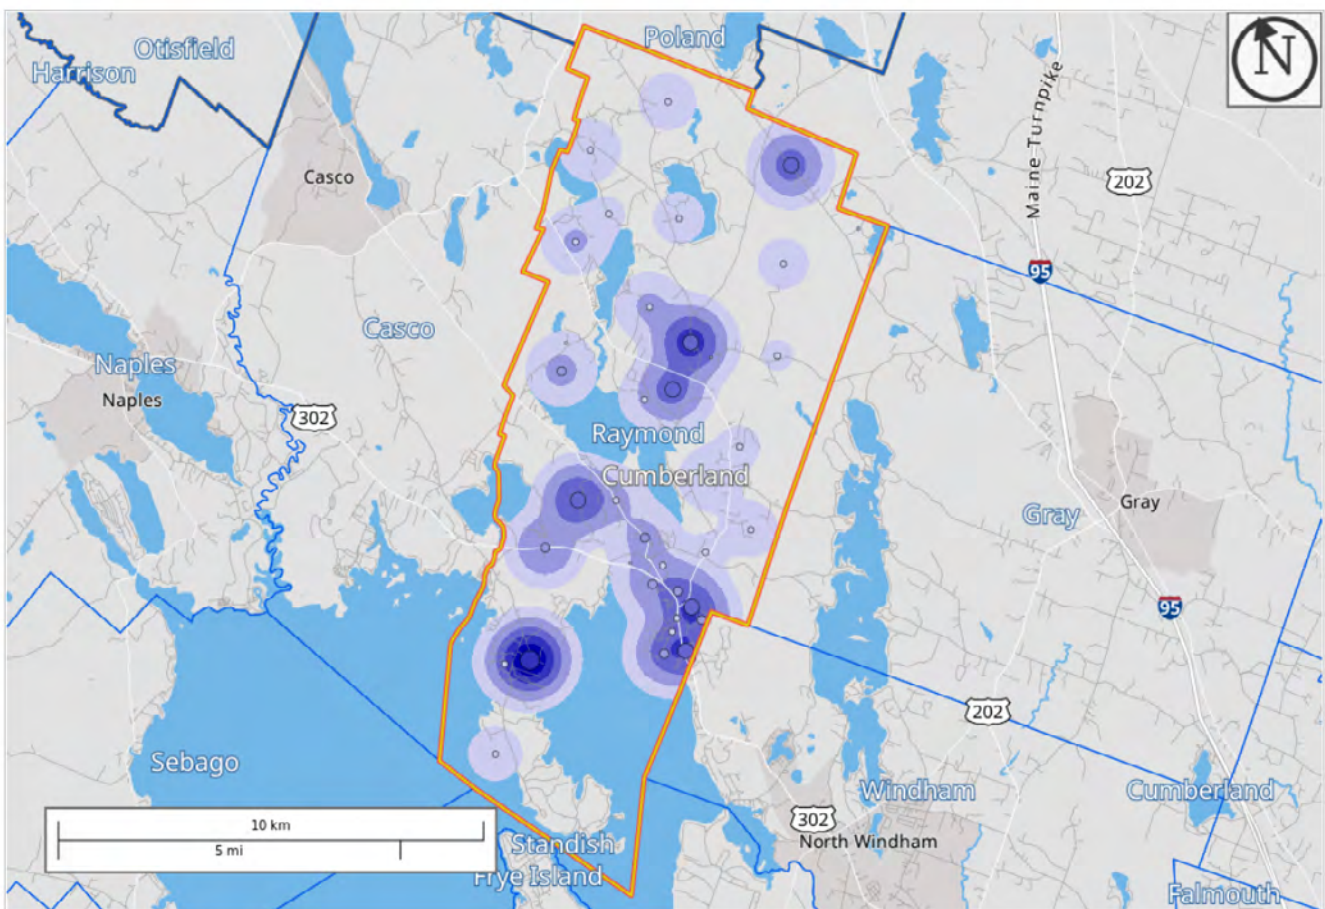 Otisfield
Poland
N
Harrison
Maine Turnpike
Casco
202
95
Casco
Naples
Naples
302
Raymond
Cumberland
Gray
Gray
95
202
Sebago
Windham
Cumberland
302
10 km
5 mi
North Windham
Standish
Frye Island
Falmouth